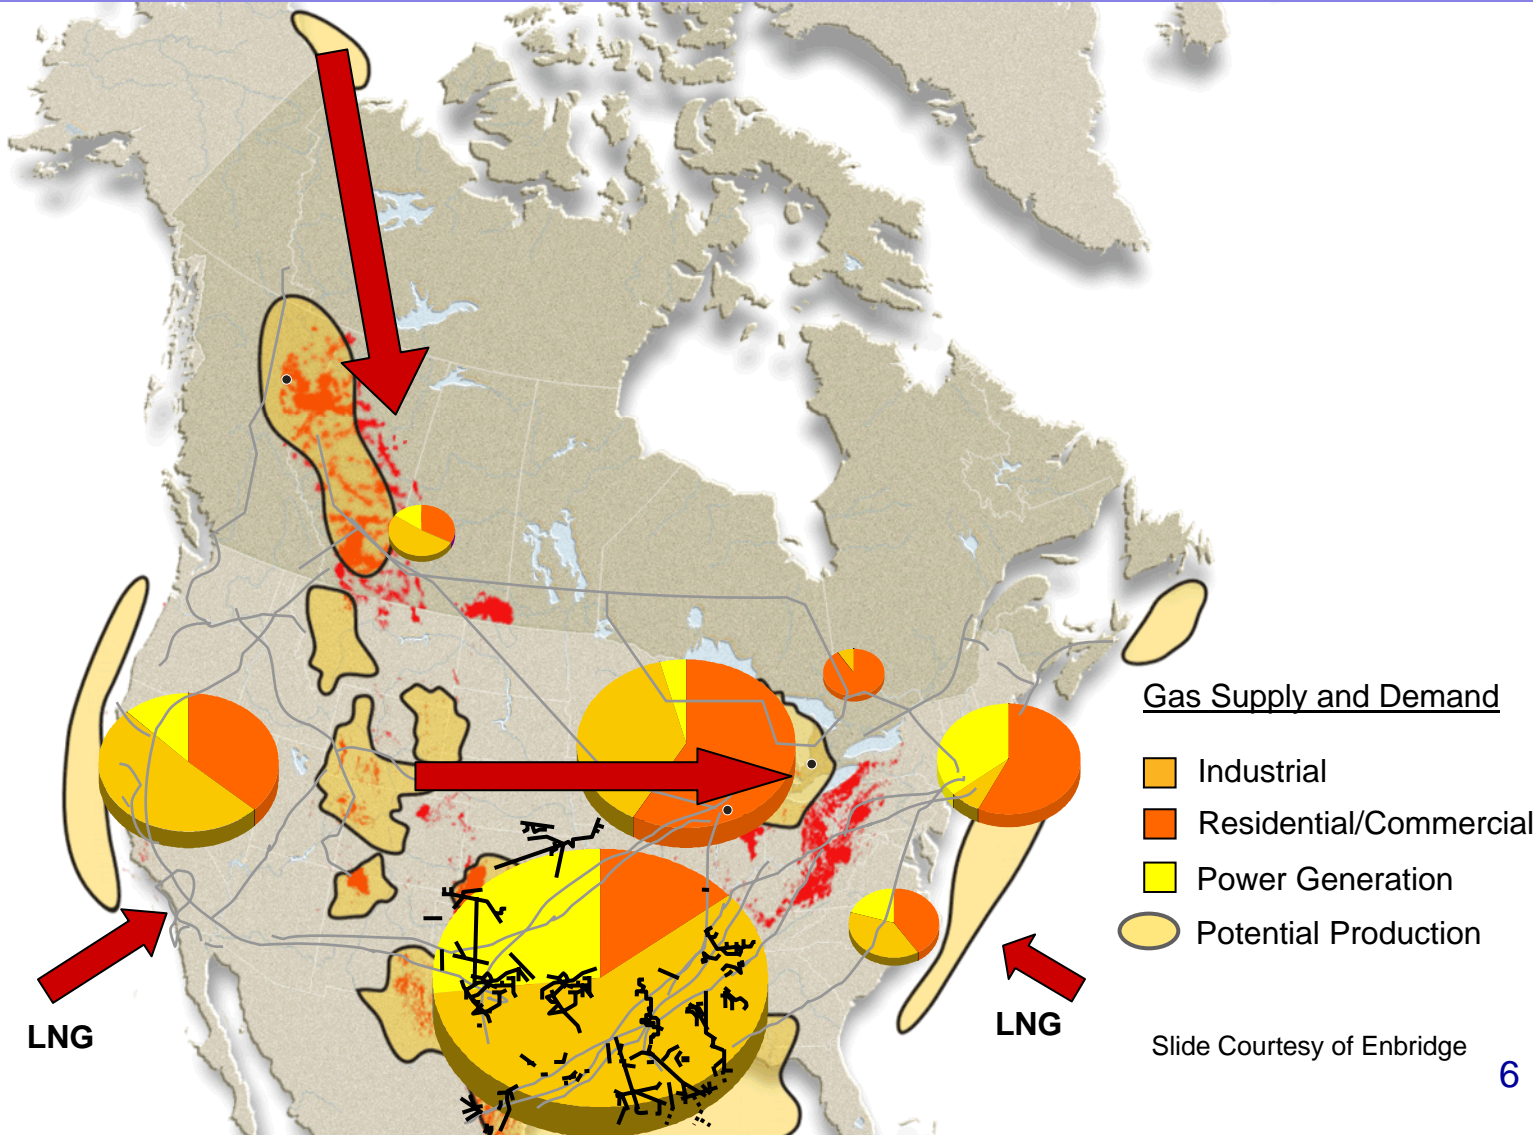 Gas Supply and Demand
Industrial
Residential/Commercial
Power Generation
Potential Production
LNG
LNG
Slide Courtesy of Enbridge
6